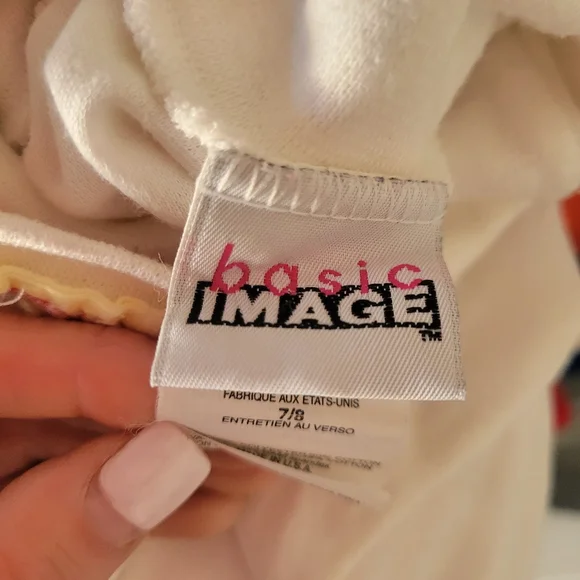 basic
IMAGE
TM
FABRIQUE AUX ETATS-UNIS
7/8
ENTRETIEN AU VERSO